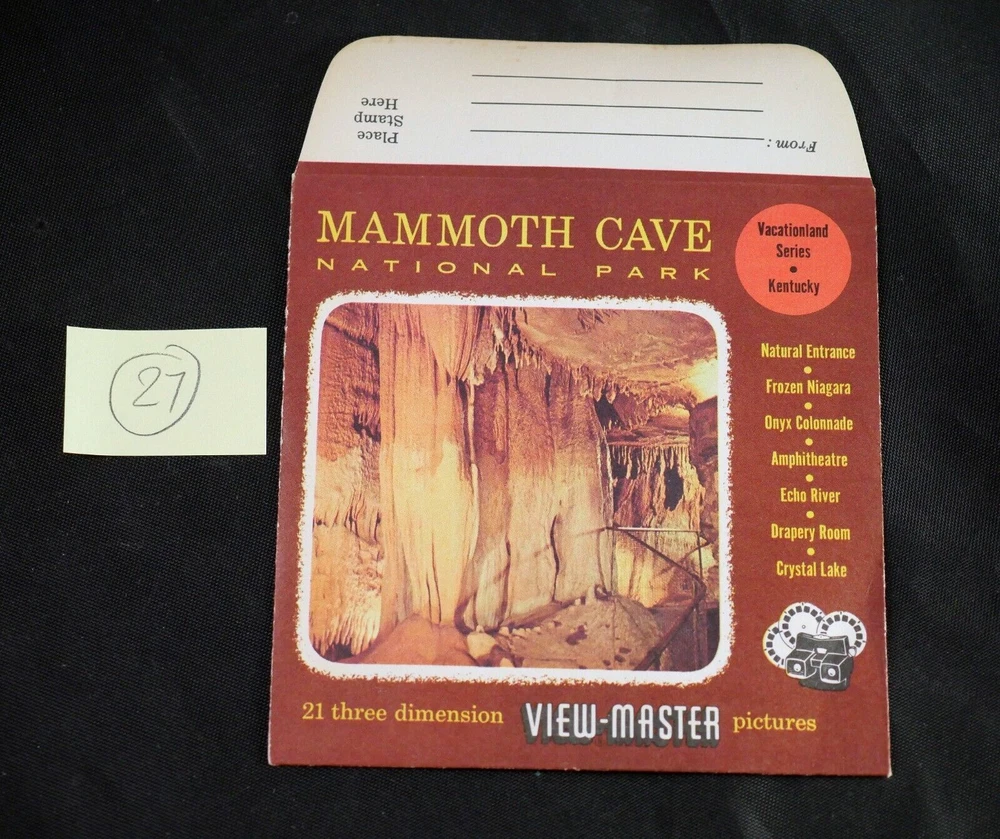 Place
Stamp
Here
From:
MAMMOTH CAVE
NATIONAL PARK
Vacationland
Series
•
Kentucky
Natural Entrance
•
Frozen Niagara
•
Onyx Colonnade
•
Amphitheatre
•
Echo River
•
Drapery Room
•
Crystal Lake
21 three dimension VIEW-MASTER pictures
27